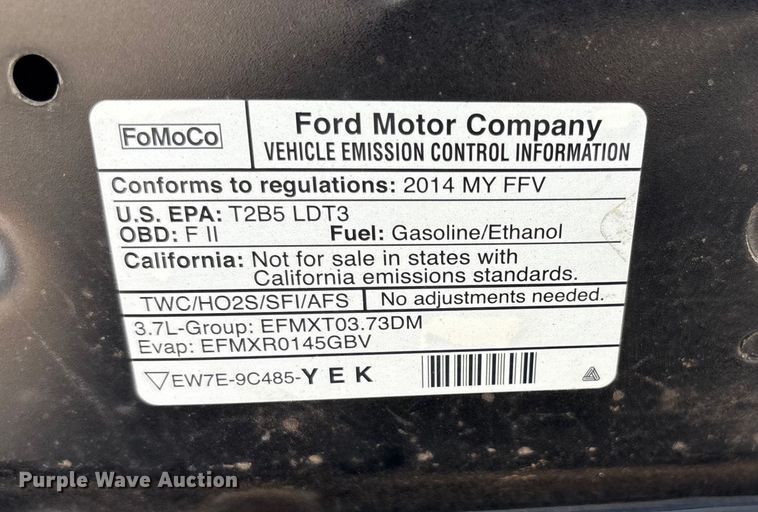 FoMoCo
Ford Motor Company
VEHICLE EMISSION CONTROL INFORMATION
Conforms to regulations: 2014 MY FFV
U.S. EPA: T2B5 LDT3
OBD: F II Fuel: Gasoline/Ethanol
California: Not for sale in states with
California emissions standards.
TWC/HO2S/SFI/AFS No adjustments needed.
3.7L-Group: EFMXT03.73DM
Evap: EFMXR0145GBV
EW7E-9C485-YEK
Purple Wave Auction